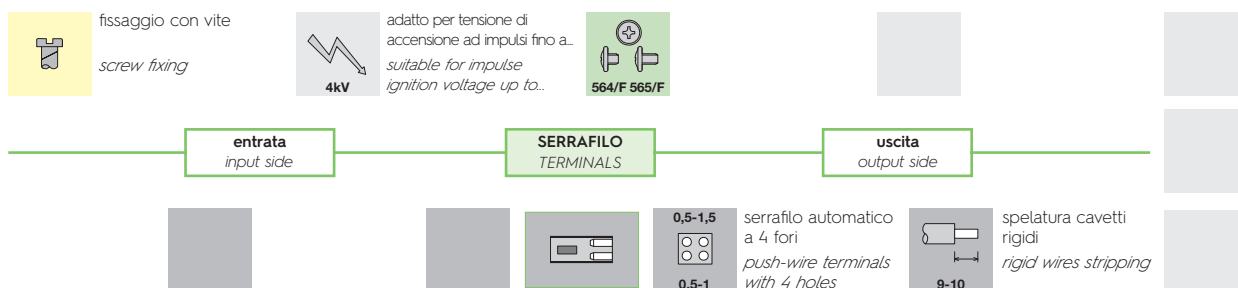 fissaggio con vite
screw fixing
4kV
adatto per tensione di
accensione ad impulsi fino a...
suitable for impulse
ignition voltage up to...
564/F 565/F
entrata
input side
SERRAFILO
TERMINALS
uscita
output side
0,5-1,5
0,5-1
serrafilo automatico
a 4 fori
push-wire terminals
with 4 holes
9-10
spelatura cavetti
rigidi
rigid wires stripping